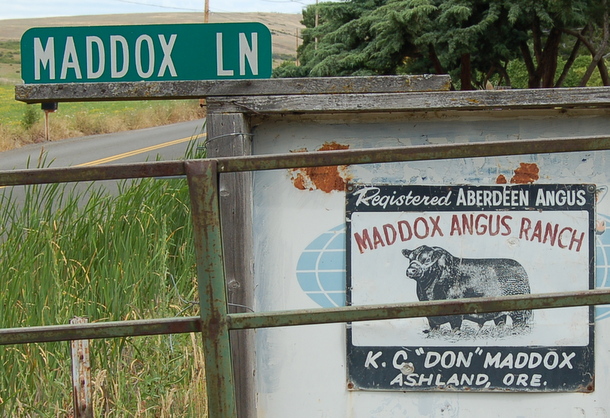 MADDOX LN
Registered ABERDEEN ANGUS
MADDOX ANGUS RANCH
K. C. "DON" MADDOX
ASHLAND, ORE.